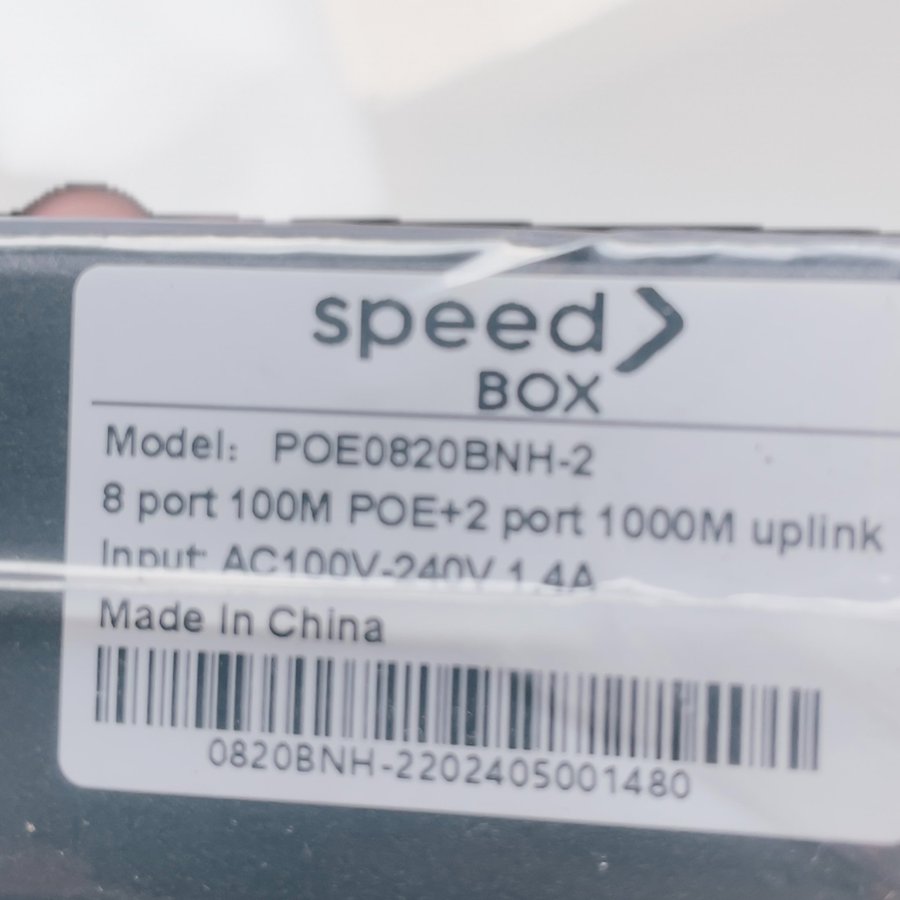 speed
BOX
Model: POE0820BNH-2
8 port 100M POE+2 port 1000M uplink
Input: AC100V-240V 1.4A
Made In China
0820BNH-2202405001480